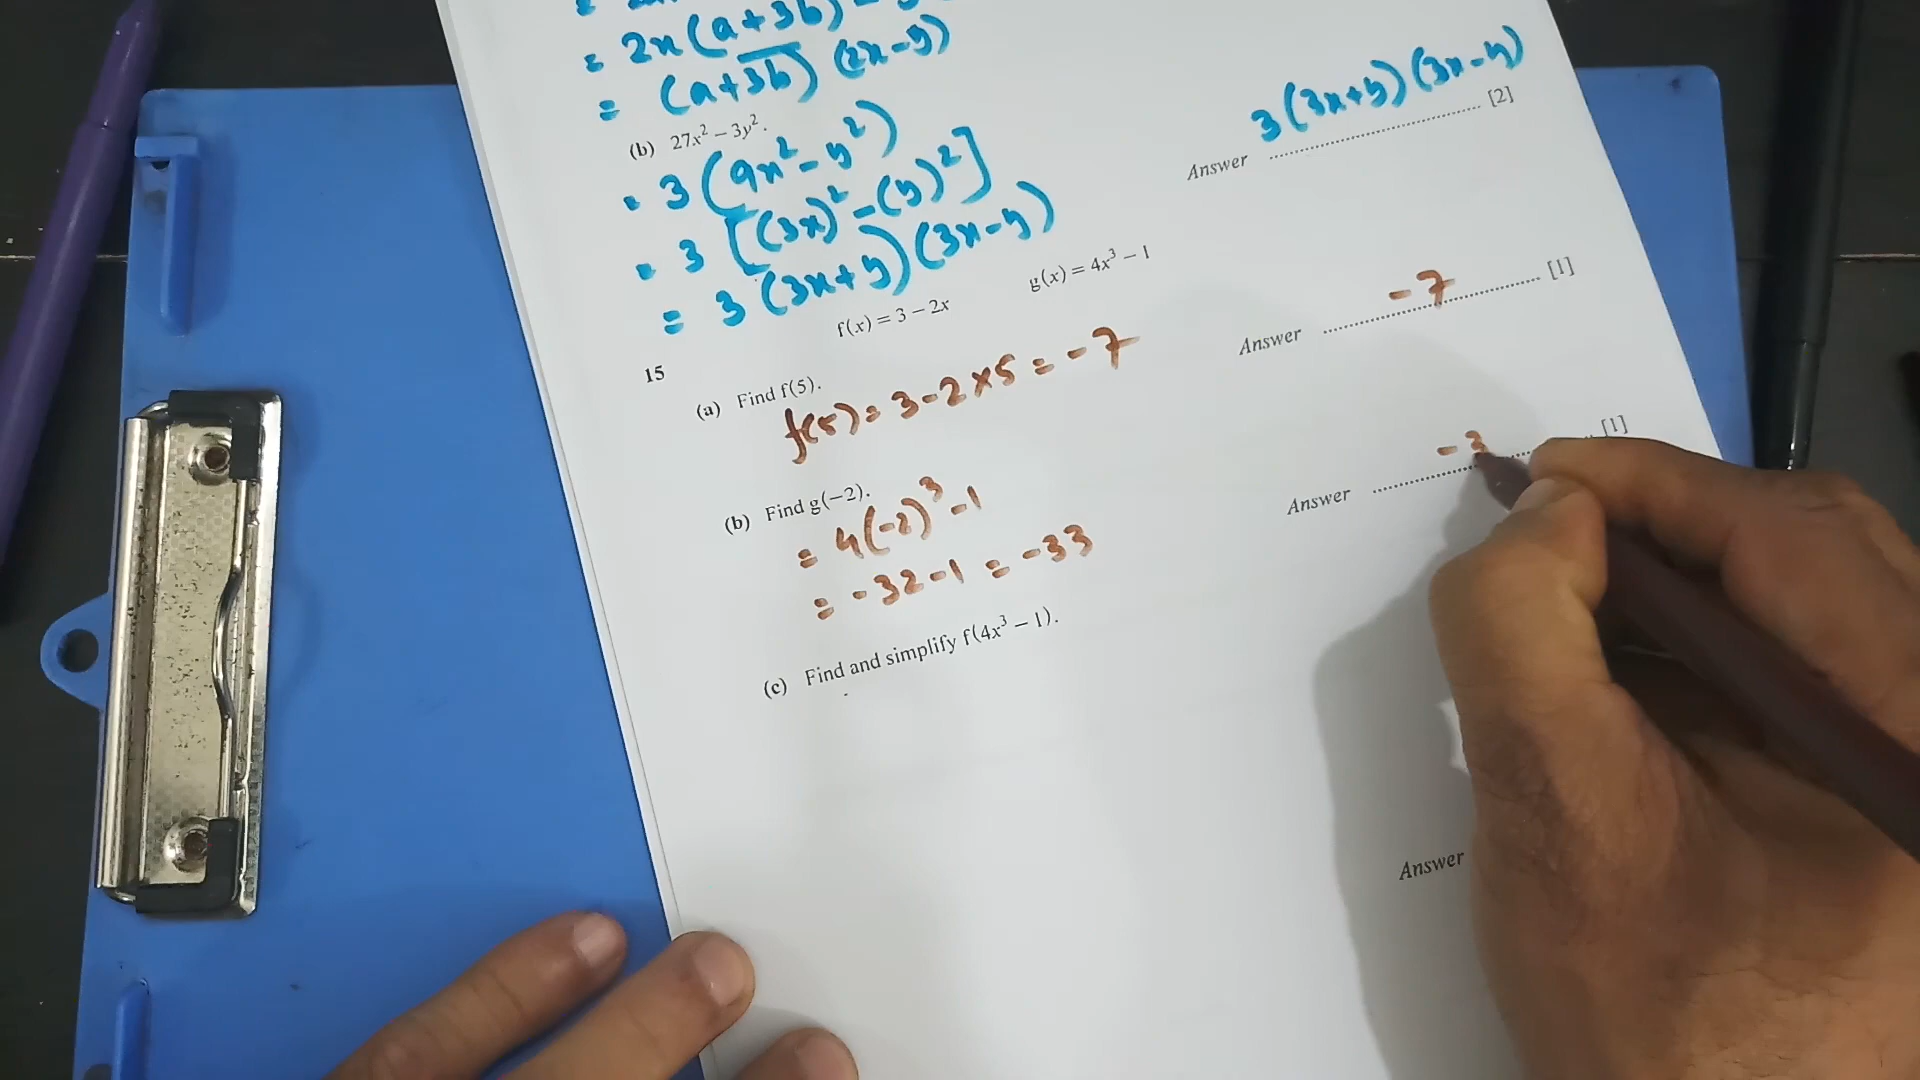 = 2x(a+3b)
= (a+3b)(2x-y)
(b) 27x² − 3y².
= 3(9x²-y²)
= 3[(3x)²-(y)²]
= 3(3x+y)(3x-y)
3(3x+y)(3x-y)
Answer [2]
15
f(x) = 3 − 2x g(x) = 4x³ − 1
(a) Find f(5).
f(5) = 3-2×5 = -7
-7
Answer [1]
(b) Find g(−2).
= 4(-2)³-1
= -32-1 = -33
-3
Answer [1]
(c) Find and simplify f(4x³ − 1).
Answer